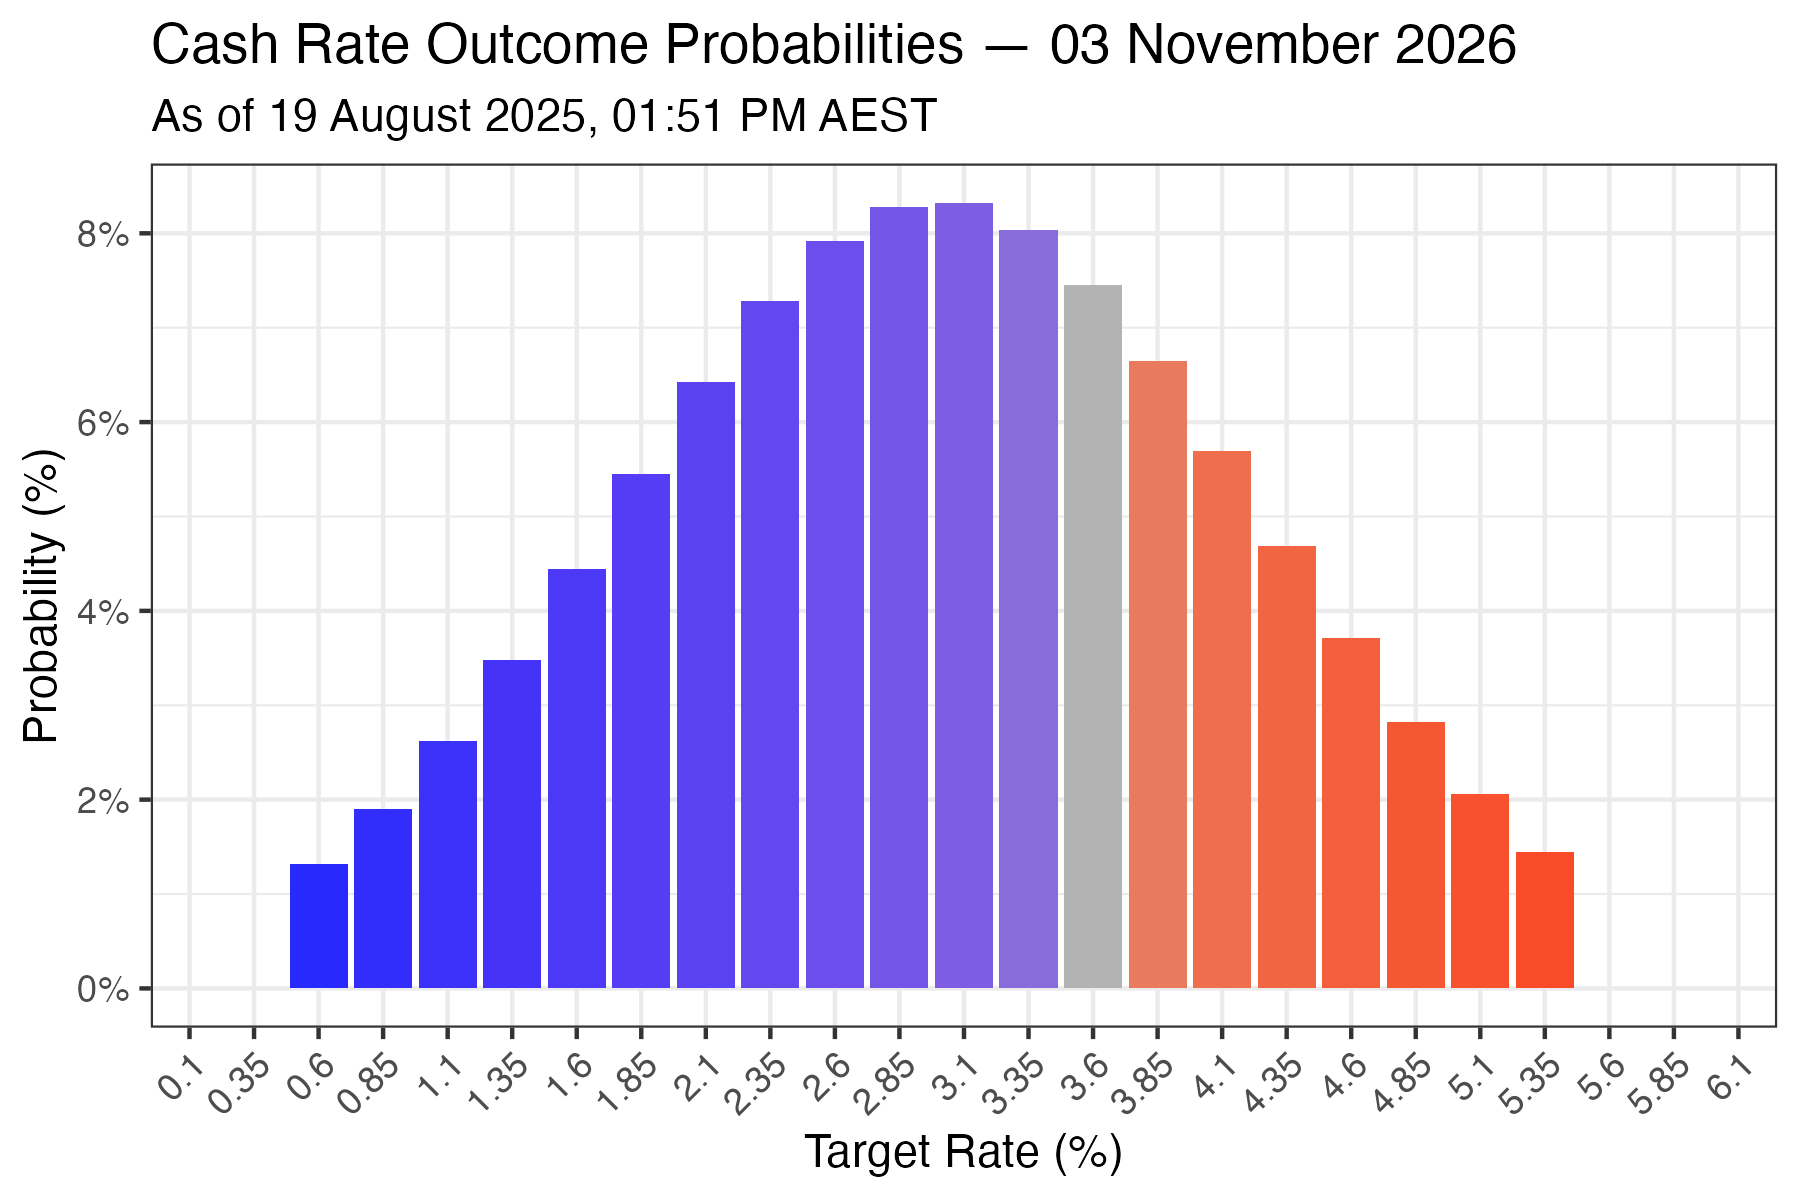 Cash Rate Outcome Probabilities — 03 November 2026
As of 19 August 2025, 01:51 PM AEST
Probability (%)
8%
6%
4%
2%
0%
0.1 0.35 0.6 0.85 1.1 1.35 1.6 1.85 2.1 2.35 2.6 2.85 3.1 3.35 3.6 3.85 4.1 4.35 4.6 4.85 5.1 5.35 5.6 5.85 6.1
Target Rate (%)